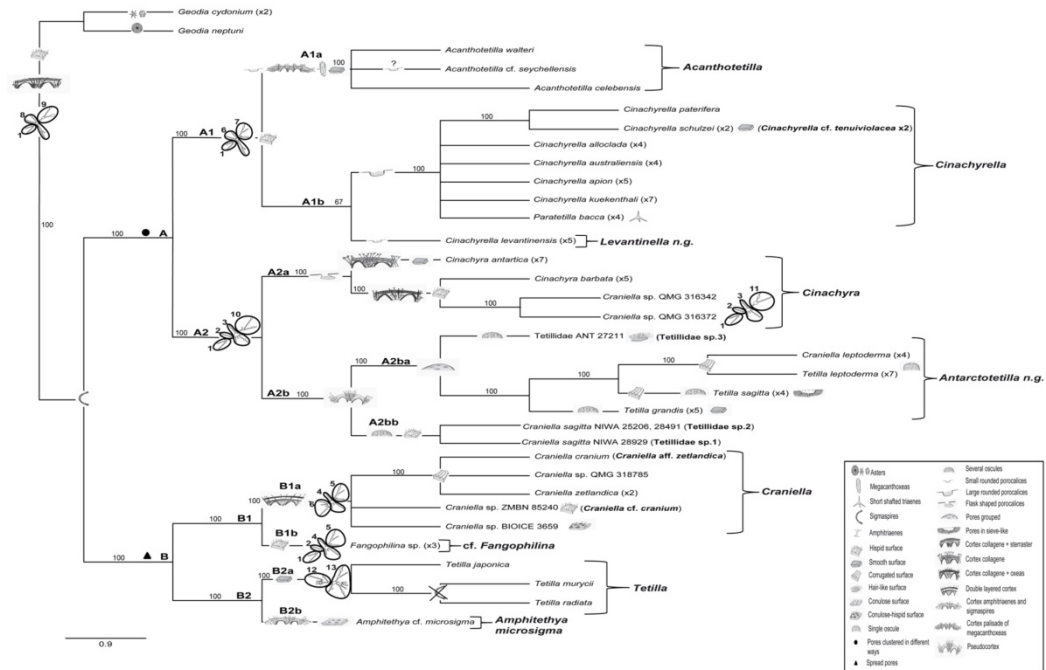 Geodia cydonium (x2)
Geodia neptuni
A1a
100
Acanthotetilla walteri
?
Acanthotetilla cf. seychellensis
Acanthotetilla celebensis
Acanthotetilla
9
8
1
100
A1
7
6
1
100
Cinachyrella paterifera
Cinachyrella schulzei (x2)
(Cinachyrella cf. tenuiviolacea x2)
Cinachyrella alloclada (x4)
Cinachyrella australiensis (x4)
100
Cinachyrella apion (x5)
Cinachyrella kuekenthali (x7)
Paratetilla bacca (x4)
Cinachyrella
A1b
67
Cinachyrella levantinensis (x5)
Levantinella n.g.
100
100
A
A2a
100
Cinachyra antartica (x7)
Cinachyra barbata (x5)
100
Craniella sp. QMG 316342
100
Craniella sp. QMG 316372
11
3
2
1
Cinachyra
100
A2
10
3
2
1
A2ba
100
Tetillidae ANT 27211
(Tetillidae sp.3)
Craniella leptoderma (x4)
100
Tetilla leptoderma (x7)
100
Tetilla sagitta (x4)
100
Tetilla grandis (x5)
Antarctotetilla n.g.
A2b
100
A2bb
100
Craniella sagitta NIWA 25206, 28491 (Tetillidae sp.2)
Craniella sagitta NIWA 28929 (Tetillidae sp.1)
Craniella cranium (Craniella aff. zetlandica)
100
Craniella sp. QMG 318785
Craniella zetlandica (x2)
Craniella sp. ZMBN 85240
(Craniella cf. cranium)
Craniella sp. BIOICE 3659
Craniella
B1a
100
5
4
6
B1
100
B1b
100
5
4
2
1
Fangophilina sp. (x3)
cf. Fangophilina
100
B
B2a
100
12
13
Tetilla japonica
Tetilla murycii
100
Tetilla radiata
Tetilla
B2
100
B2b
Amphitethya cf. microsigma
Amphitethya
microsigma
0.9
Asters
Megacanthoxeas
Short shafted triaenes
Sigmaspires
Amphitriaenes
Hispid surface
Smooth surface
Corrugated surface
Hair-like surface
Conulose surface
Conulose-hispid surface
Single oscule
Pores clustered in different
ways
Spread pores
Several oscules
Small rounded porocalices
Large rounded porocalices
Flask shaped porocalices
Pores grouped
Pores in sieve-like
Cortex collagene + sterraster
Cortex collagene
Cortex collagene + oxeas
Double layered cortex
Cortex amphitriaenes and
sigmaspires
Cortex palisade of
megacanthoxeas
Pseudocortex